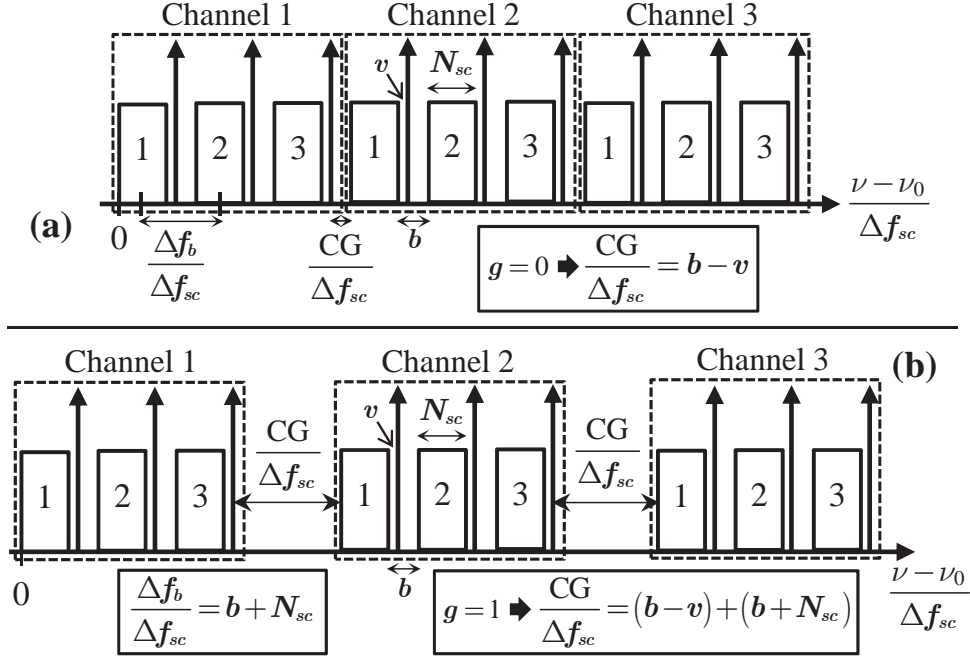 Channel 1 Channel 2 Channel 3
v N_sc
1 2 3 1 2 3 1 2 3
(ν − ν_0) / Δf_sc
(a) 0 Δf_b / Δf_sc CG / Δf_sc b
g = 0 ➡ CG / Δf_sc = b − v
Channel 1 Channel 2 Channel 3 (b)
CG / Δf_sc v N_sc CG / Δf_sc
1 2 3 1 2 3 1 2 3
0 b (ν − ν_0) / Δf_sc
Δf_b / Δf_sc = b + N_sc
g = 1 ➡ CG / Δf_sc = (b − v) + (b + N_sc)